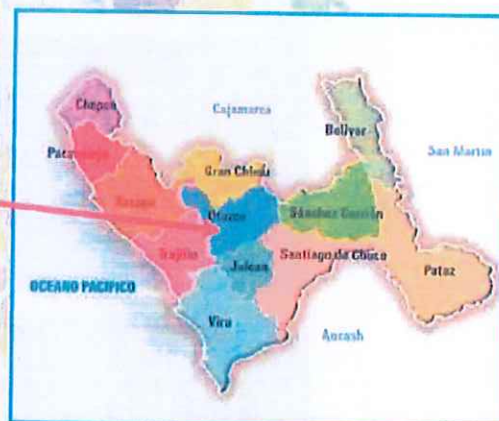 Chepen
Cajamarca
Bolivar
San Martin
Gran Chimú
Otuzco
Sánchez Carrión
Trujillo
Julcan
Santiago de Chuco
Pataz
OCEANO PACIFICO
Viru
Ancash